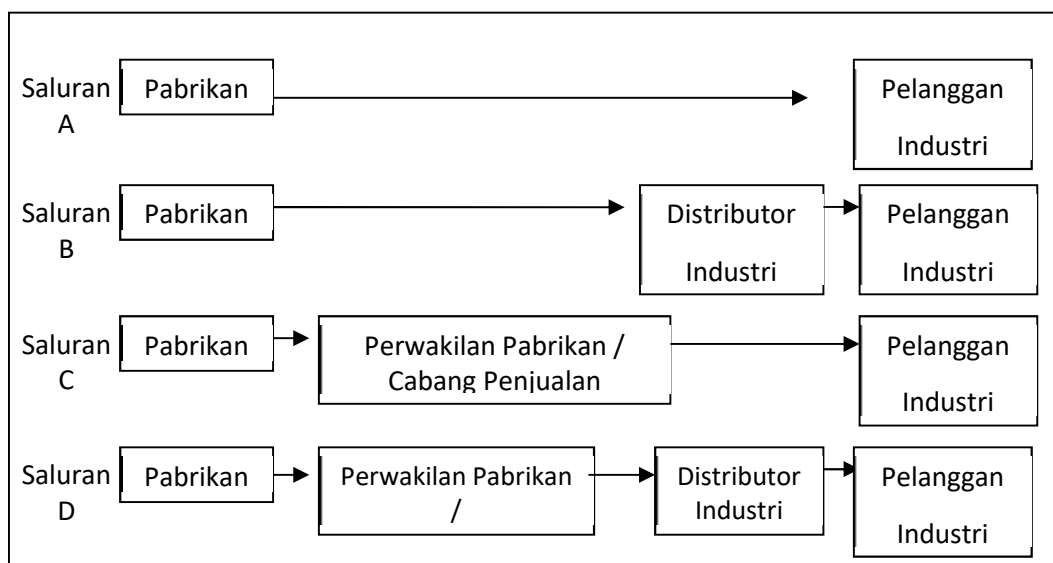 Saluran
A
Pabrikan
Pelanggan
Industri
Saluran
B
Pabrikan
Distributor
Industri
Pelanggan
Industri
Saluran
C
Pabrikan
Perwakilan Pabrikan /
Cabang Penjualan
Pelanggan
Industri
Saluran
D
Pabrikan
Perwakilan Pabrikan
/
Distributor
Industri
Pelanggan
Industri